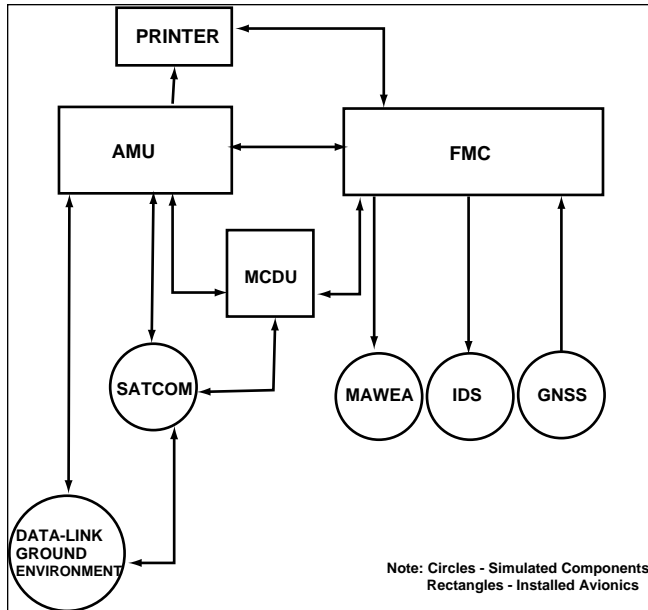 PRINTER
AMU
FMC
MCDU
SATCOM
MAWEA
IDS
GNSS
DATA-LINK
GROUND
ENVIRONMENT
Note: Circles - Simulated Components
Rectangles - Installed Avionics